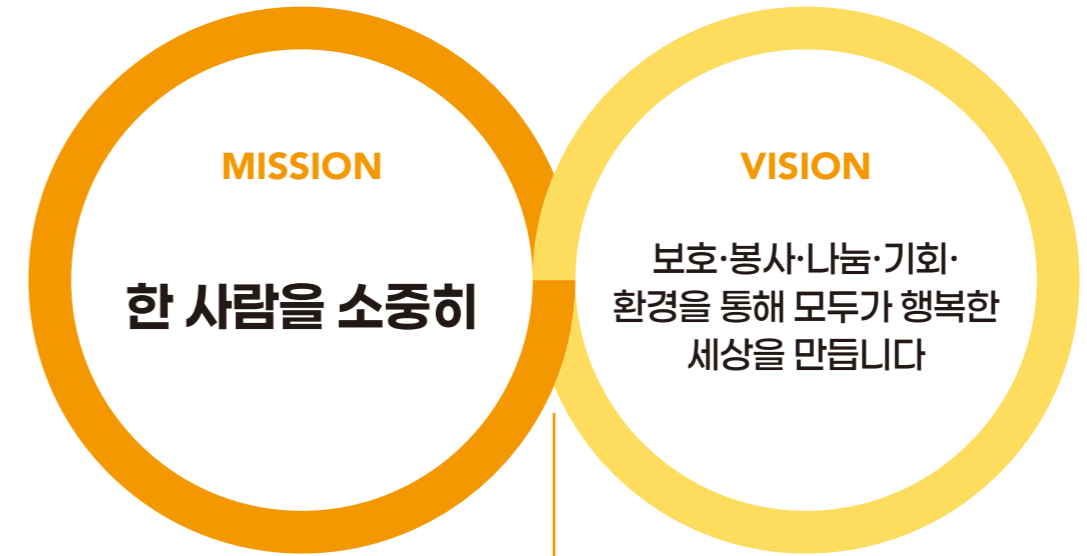 MISSION
한 사람을 소중히
VISION
보호·봉사·나눔·기회·
환경을 통해 모두가 행복한
세상을 만듭니다